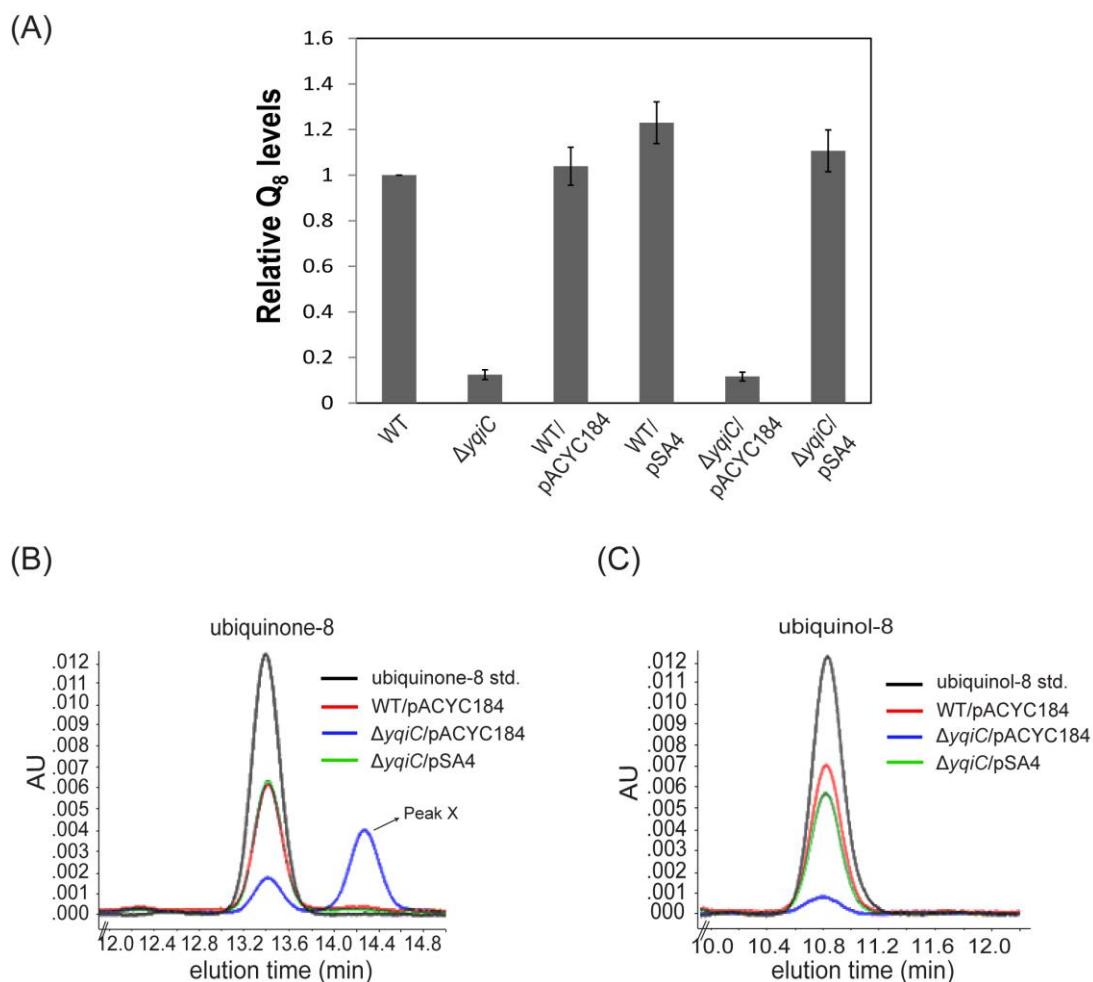 (A)
Relative Q8 levels
1.6
1.4
1.2
1
0.8
0.6
0.4
0.2
0
WT
ΔyqiC
WT/
pACYC184
WT/
pSA4
ΔyqiC/
pACYC184
ΔyqiC/
pSA4
(B)
ubiquinone-8
AU
.012
.011
.010
.009
.008
.007
.006
.005
.004
.003
.002
.001
.000
ubiquinone-8 std.
WT/pACYC184
ΔyqiC/pACYC184
ΔyqiC/pSA4
Peak X
12.0 12.4 12.8 13.2 13.6 14.0 14.4 14.8
elution time (min)
(C)
ubiquinol-8
AU
.012
.011
.010
.009
.008
.007
.006
.005
.004
.003
.002
.001
000
ubiquinol-8 std.
WT/pACYC184
ΔyqiC/pACYC184
ΔyqiC/pSA4
10.0 10.4 10.8 11.2 11.6 12.0
elution time (min)